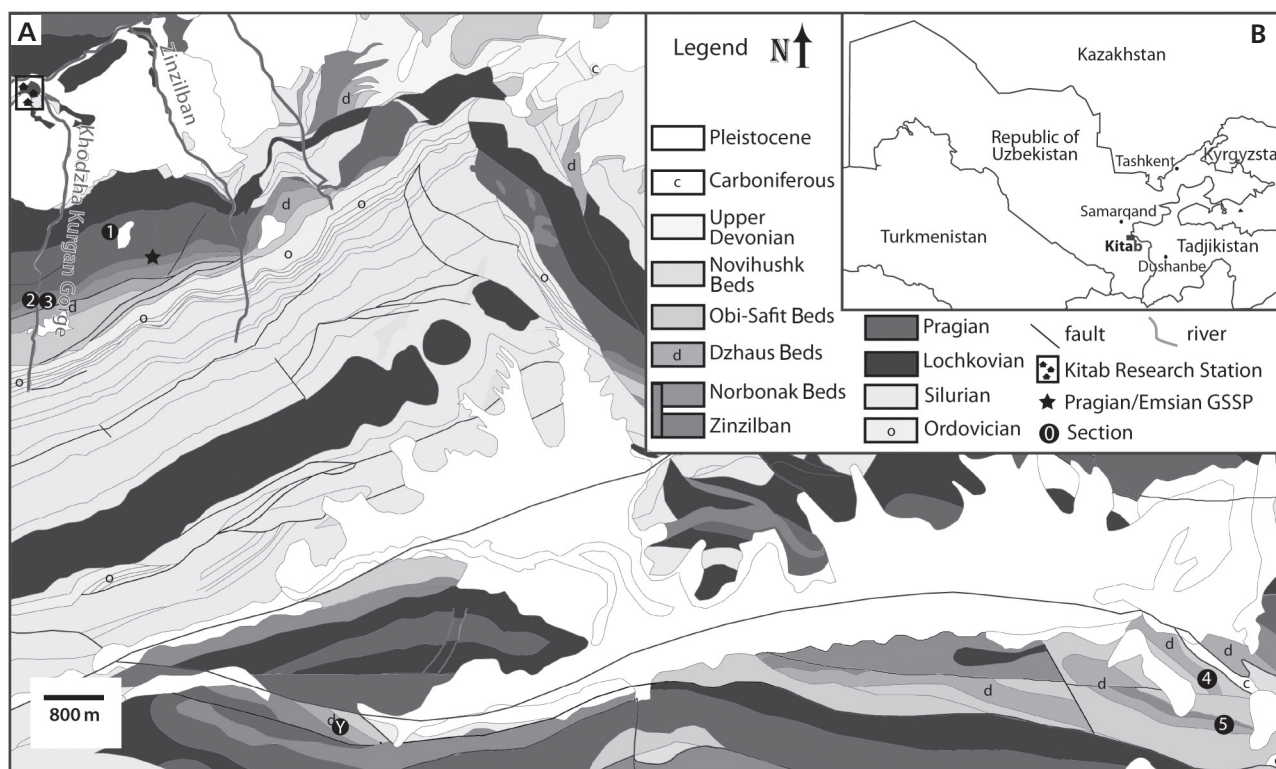 A
Zinzilban
Khodzha Kurgan Gorge
c
d
d
d
o
o
1
2
3
d
o
o
o
o
d
Y
d
d
d
d
4
c
5
800 m
Legend
N
Pleistocene
c
Carboniferous
Upper
Devonian
Novihushk
Beds
Obi-Safit Beds
d
Dzhaus Beds
Norbonak Beds
Zinzilban
Pragian
Lochkovian
Silurian
o
Ordovician
fault
river
Kitab Research Station
Pragian/Emsian GSSP
0
Section
B
Kazakhstan
Republic of
Uzbekistan
Tashkent
Kyrgyzsta
Samarqand
Turkmenistan
Kitab
Tadjikistan
Dushanbe